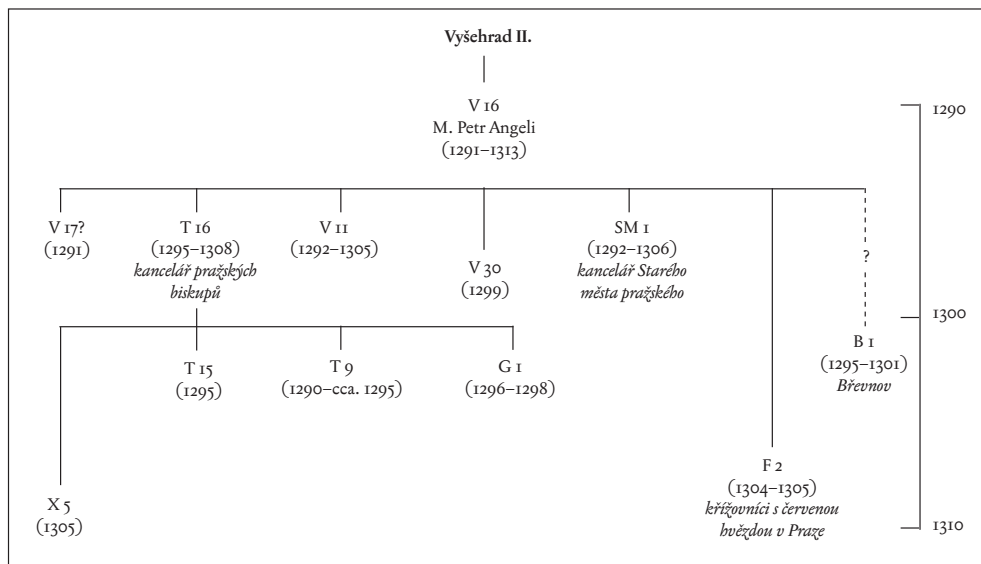 Vyšehrad II.
V 16
M. Petr Angeli
(1291–1313)
1290
V 17?
(1291)
T 16
(1295–1308)
kancelář pražských
biskupů
V 11
(1292–1305)
V 30
(1299)
SM 1
(1292–1306)
kancelář Starého
města pražského
?
1300
B 1
(1295–1301)
Břevnov
T 15
(1295)
T 9
(1290–cca. 1295)
G 1
(1296–1298)
X 5
(1305)
F 2
(1304–1305)
křížovníci s červenou
hvězdou v Praze
1310